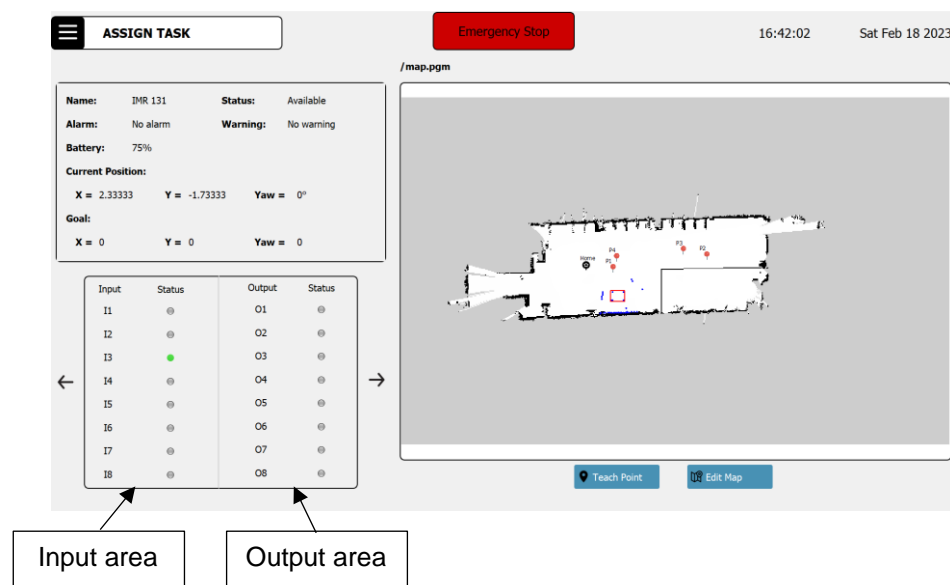 ASSIGN TASK
Emergency Stop
16:42:02
Sat Feb 18 2023
/map.pgm
Name: IMR 131 Status: Available
Alarm: No alarm Warning: No warning
Battery: 75%
Current Position:
X = 2.33333 Y = -1.73333 Yaw = 0°
Goal:
X = 0 Y = 0 Yaw = 0
Home
P4
P1
P3
P2
Input Status Output Status
I1 O1
I2 O2
I3 O3
I4 O4
I5 O5
I6 O6
I7 O7
I8 O8
Teach Point
Edit Map
Input area
Output area